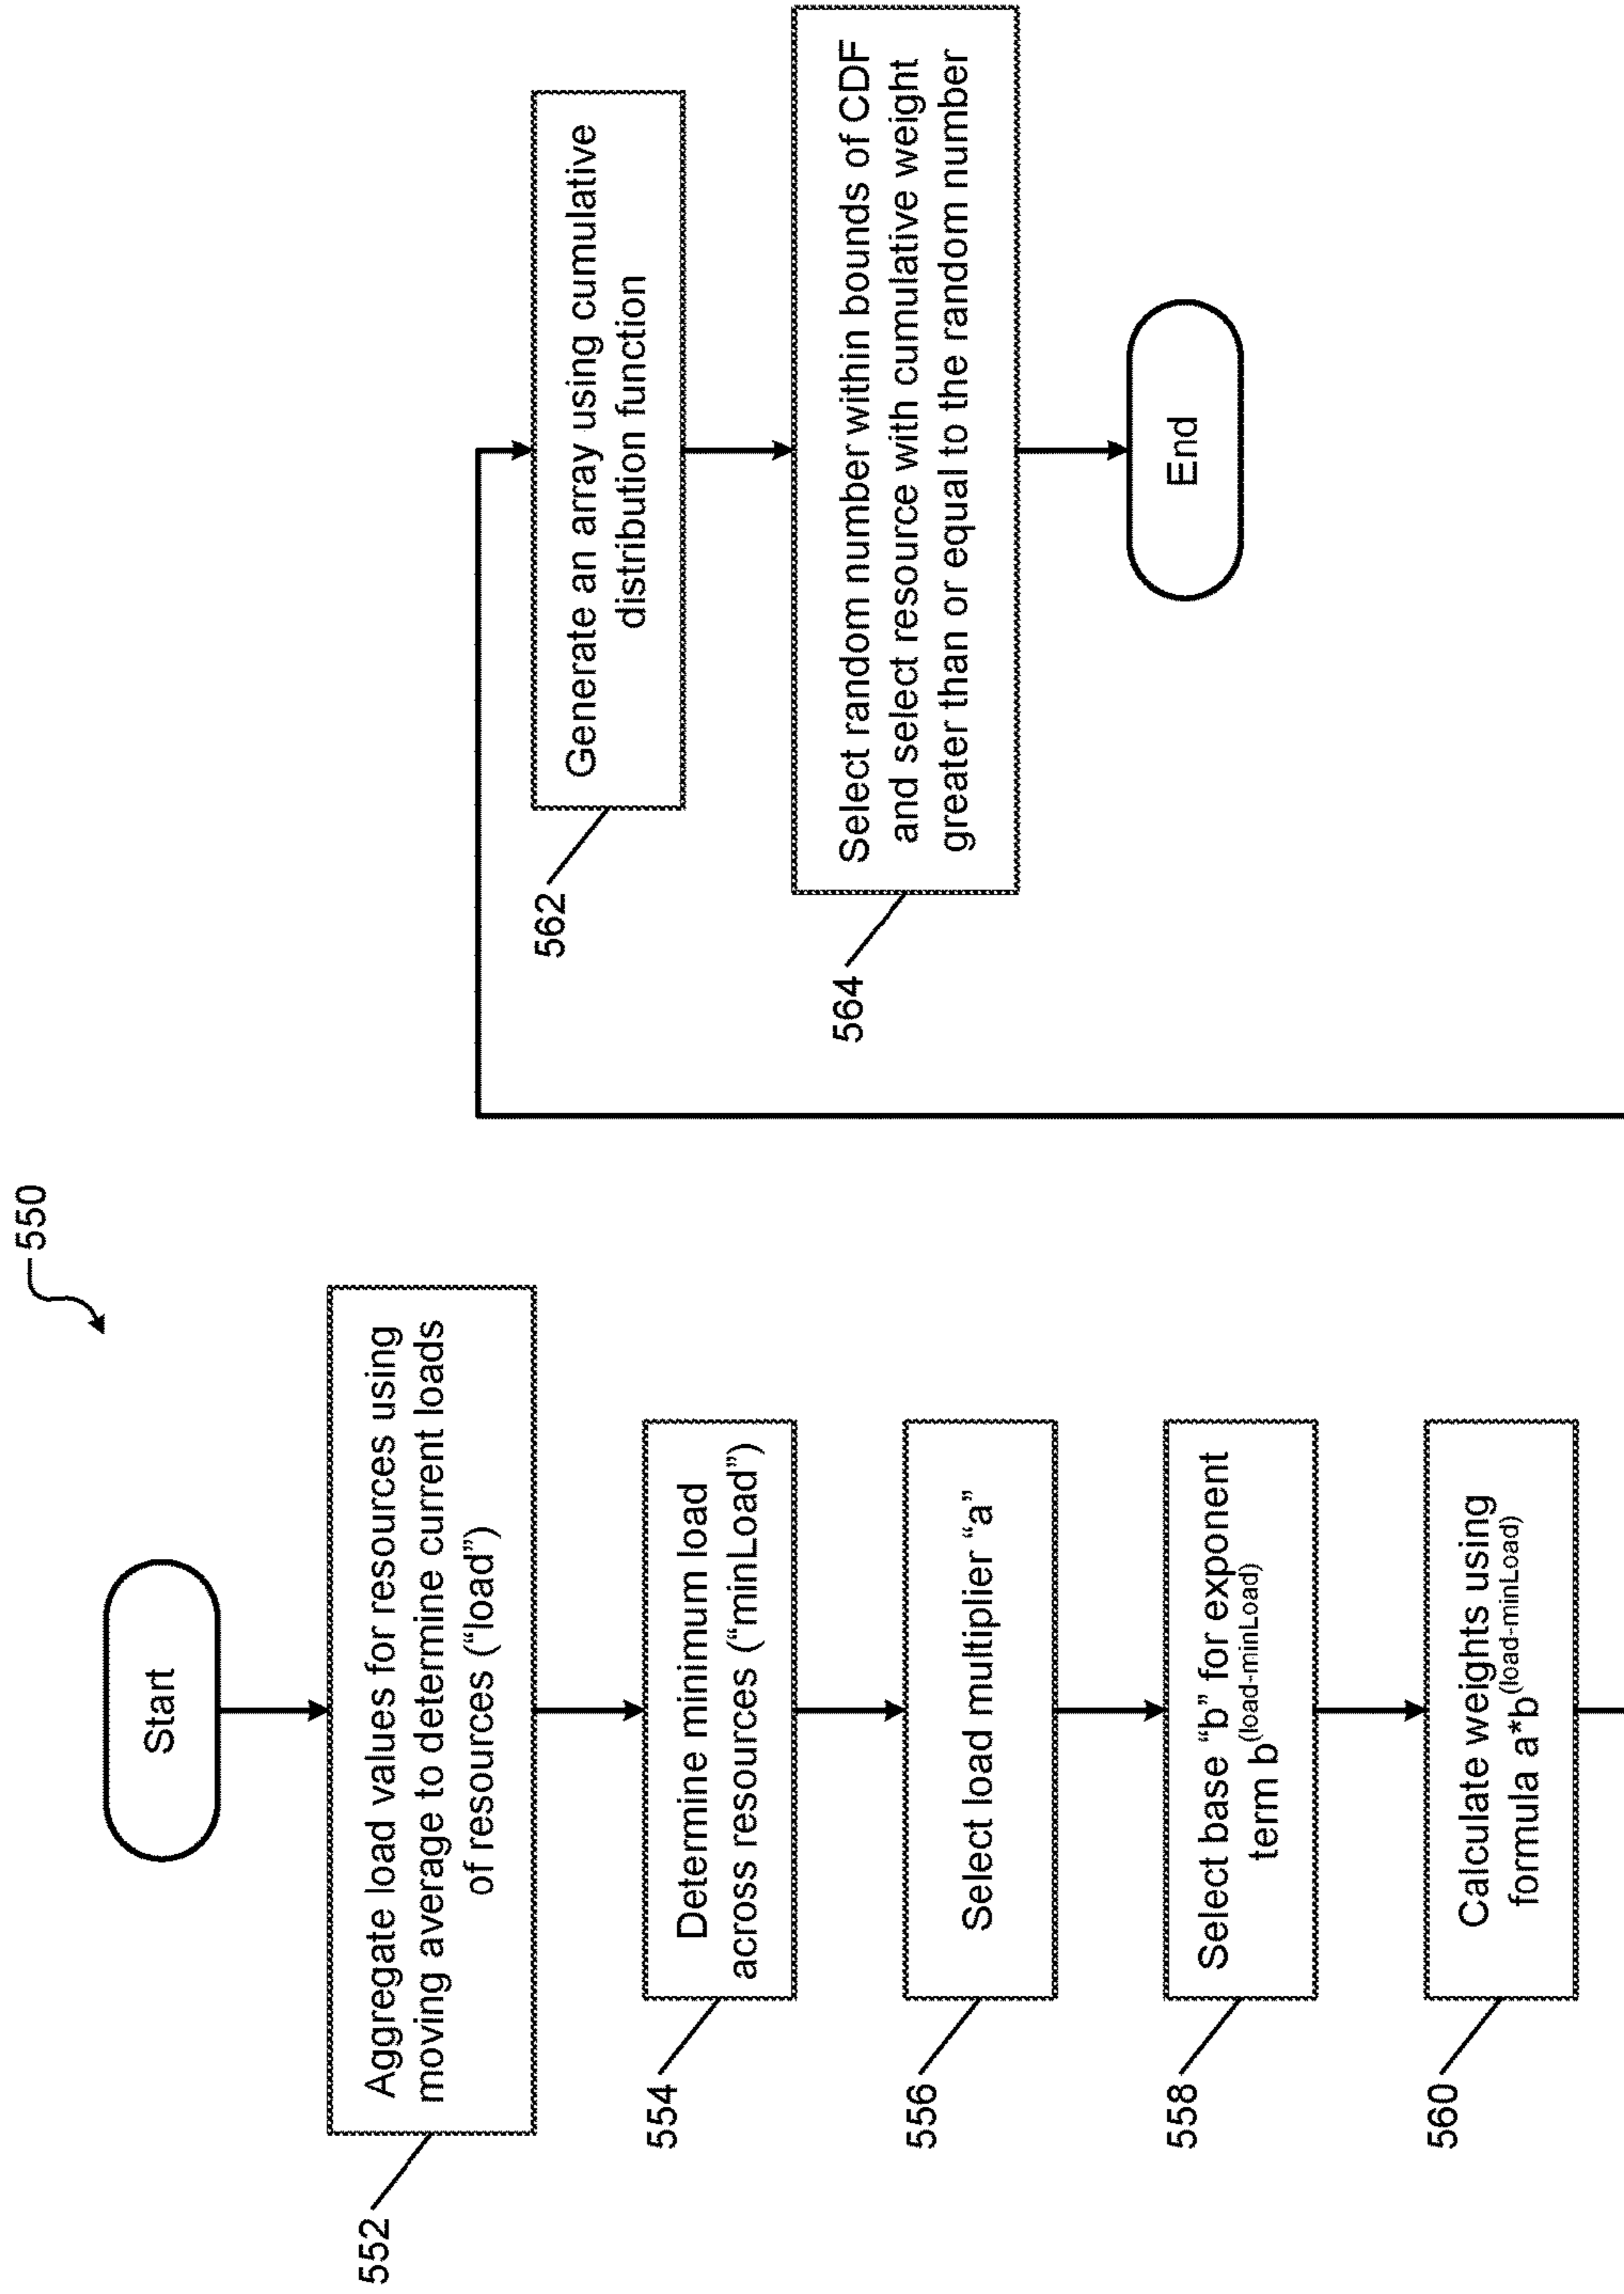 550
Start
552
Aggregate load values for resources using
moving average to determine current loads
of resources (“load”)
554
Determine minimum load
across resources (“minLoad”)
556
Select load multiplier “a”
558
Select base “b” for exponent
term b(load-minLoad)
560
Calculate weights using
formula a*b(load-minLoad)
562
Generate an array using cumulative
distribution function
564
Select random number within bounds of CDF
and select resource with cumulative weight
greater than or equal to the random number
End